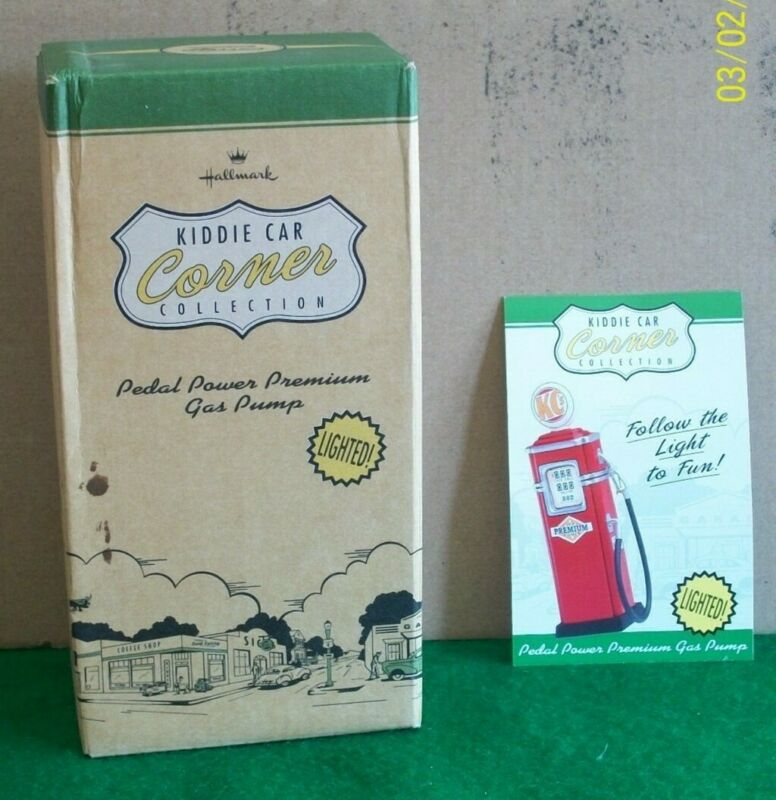 03/02/
Hallmark
KIDDIE CAR
Corner
COLLECTION
Pedal Power Premium
Gas Pump
LIGHTED!
COFFEE SHOP
KIDDIE CAR
Corner
COLLECTION
KC's
Follow the
Light
to Fun!
PREMIUM
LIGHTED!
Pedal Power Premium Gas Pump